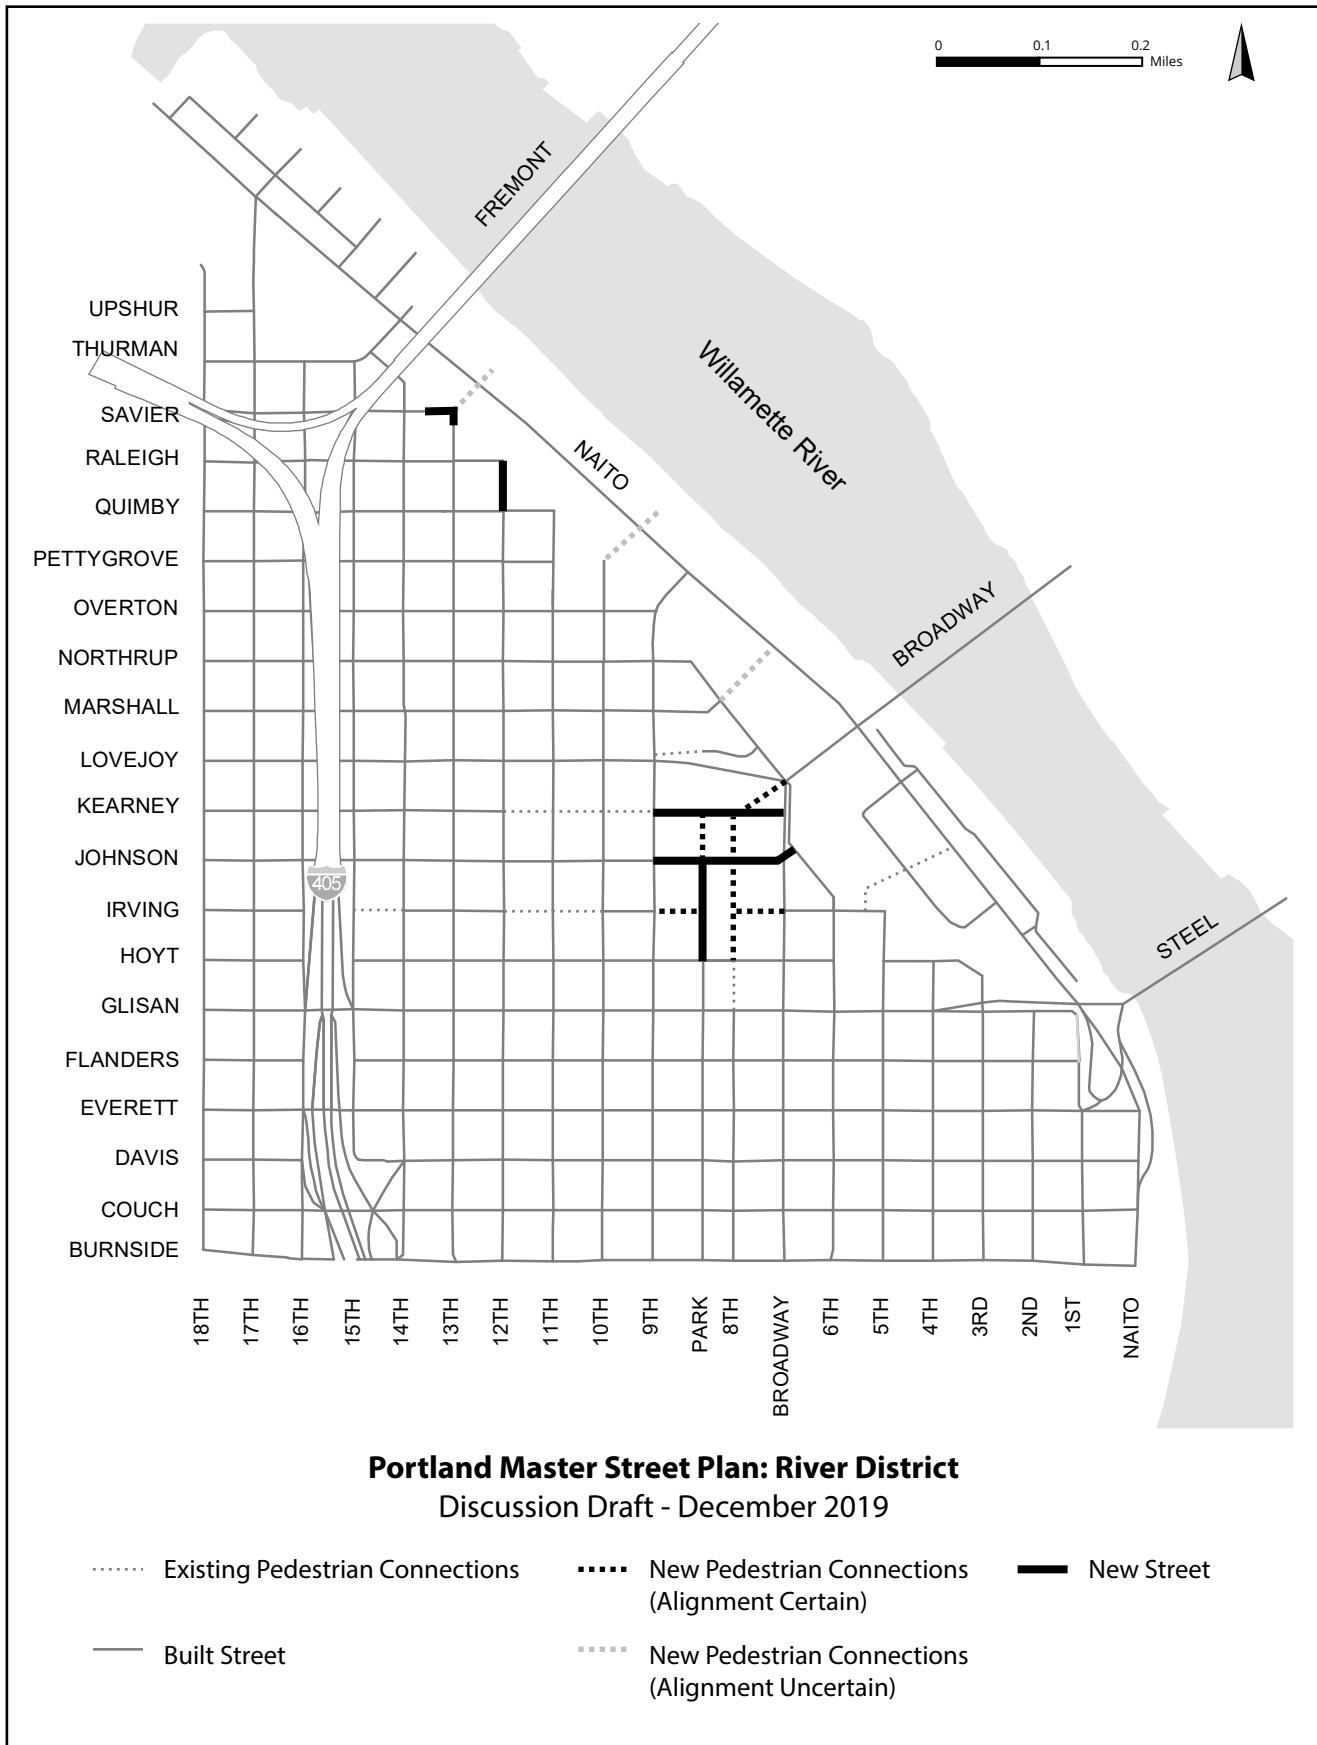 0 0.1 0.2
Miles
FREMONT
Willamette River
NAITO
BROADWAY
STEEL
405
UPSHUR
THURMAN
SAVIER
RALEIGH
QUIMBY
PETTYGROVE
OVERTON
NORTHRUP
MARSHALL
LOVEJOY
KEARNEY
JOHNSON
IRVING
HOYT
GLISAN
FLANDERS
EVERETT
DAVIS
COUCH
BURNSIDE
18TH
17TH
16TH
15TH
14TH
13TH
12TH
11TH
10TH
9TH
PARK
8TH
BROADWAY
6TH
5TH
4TH
3RD
2ND
1ST
NAITO
Portland Master Street Plan: River District
Discussion Draft - December 2019
Existing Pedestrian Connections
Built Street
New Pedestrian Connections
(Alignment Certain)
New Pedestrian Connections
(Alignment Uncertain)
New Street